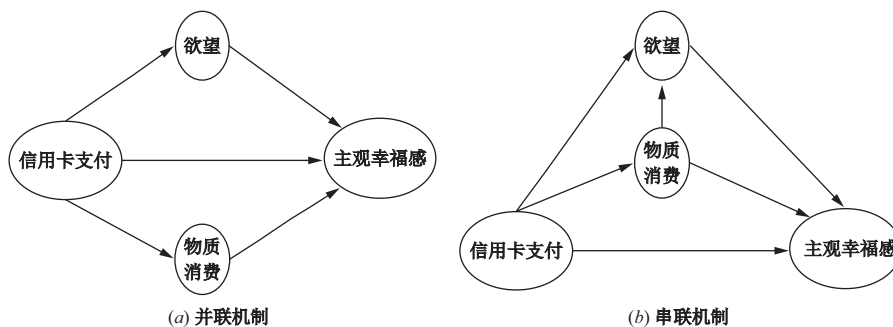 欲望
信用卡支付
主观幸福感
物质
消费
(a) 并联机制
欲望
物质
消费
信用卡支付
主观幸福感
(b) 串联机制